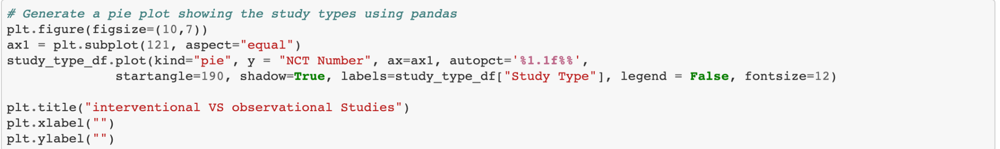 # Generate a pie plot showing the study types using pandas
plt.figure(figsize=(10,7))
ax1 = plt.subplot(121, aspect="equal")
study_type_df.plot(kind="pie", y = "NCT Number", ax=ax1, autopct='%1.1f%%',
              startangle=190, shadow=True, labels=study_type_df["Study Type"], legend = False, fontsize=12)
plt.title("interventional VS observational Studies")
plt.xlabel("")
plt.ylabel("")